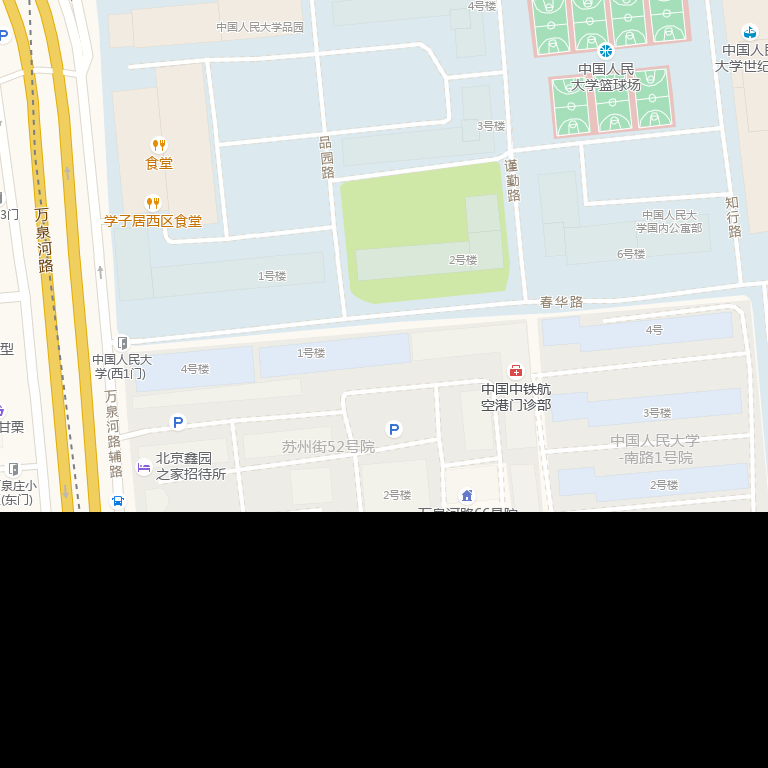 4号楼
中国人民大学品园
P
中国人民
大学篮球场
中国人民
大学世纪
3号楼
品园路
谨勤路
食堂
学子居西区食堂
知行路
3门
万泉河路
中国人民大
学国内公寓部
6号楼
2号楼
1号楼
春华路
4号
中国人民大
学(西1门)
型
1号楼
4号楼
中国中铁航
空港门诊部
万泉河路辅路
3号楼
甘栗
P
P
中国人民大学
-南路1号院
苏州街52号院
北京鑫园
之家招待所
泉庄小
(东门)
2号楼
2号楼
万泉河路66号院